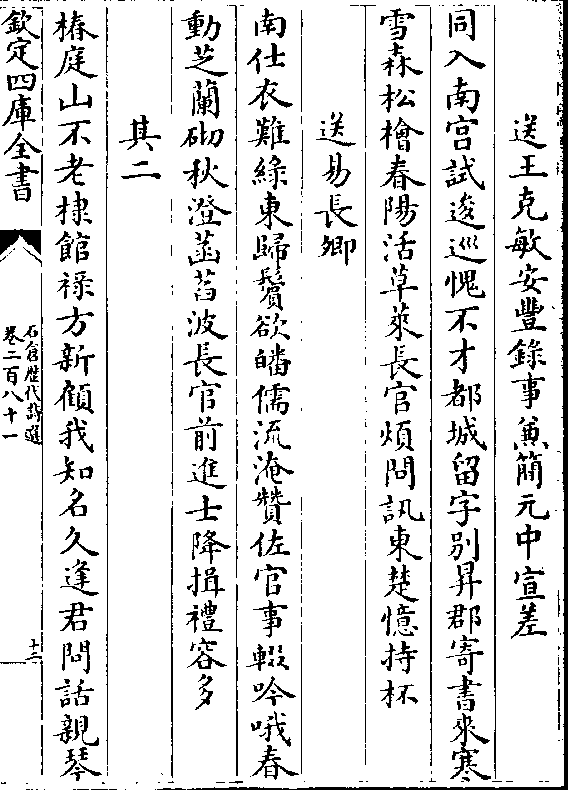 送王克敏安豐錄事兼簡元中宣差
同入南宫試逡巡愧不才都城留字别昇郡寄書來寒
雪森松檜春陽活草萊長官煩問訊東楚憶持杯
送易長卿
南仕衣難緑東歸鬢欲皤儒流淹贊佐官事輟吟哦春
動芝蘭砌秋澄菡萏波長官前進士降揖禮容多
其二
椿庭山不老棣館禄方新顧我知名久逢君問話親琴
欽定四庫全書
石倉歴代詩選
卷二百八十一
十三